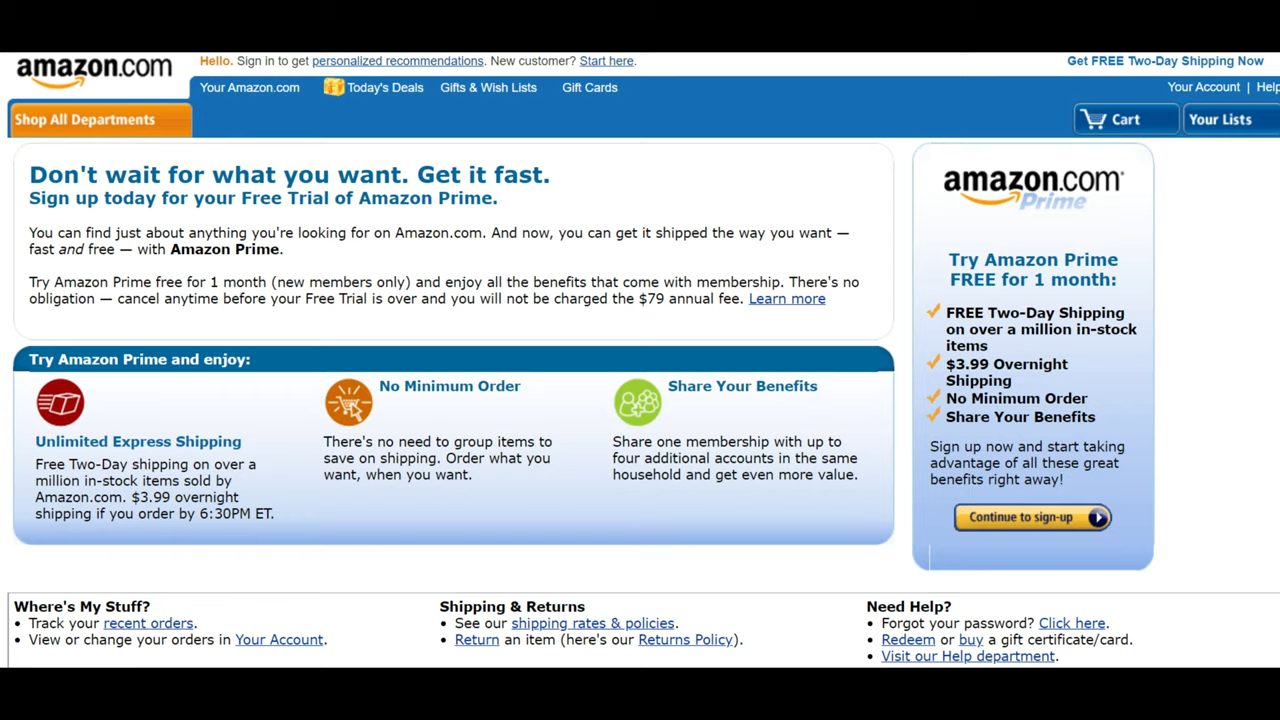 amazon.com
Hello. Sign in to get personalized recommendations. New customer? Start here.
Get FREE Two-Day Shipping Now
Your Amazon.com
Today's Deals
Gifts & Wish Lists
Gift Cards
Your Account | Help
Shop All Departments
Cart
Your Lists
Don't wait for what you want. Get it fast.
Sign up today for your Free Trial of Amazon Prime.
You can find just about anything you're looking for on Amazon.com. And now, you can get it shipped the way you want —
fast and free — with Amazon Prime.
Try Amazon Prime free for 1 month (new members only) and enjoy all the benefits that come with membership. There's no
obligation — cancel anytime before your Free Trial is over and you will not be charged the $79 annual fee. Learn more
Try Amazon Prime and enjoy:
Unlimited Express Shipping
Free Two-Day shipping on over a
million in-stock items sold by
Amazon.com. $3.99 overnight
shipping if you order by 6:30PM ET.
No Minimum Order
There's no need to group items to
save on shipping. Order what you
want, when you want.
Share Your Benefits
Share one membership with up to
four additional accounts in the same
household and get even more value.
amazon.com
Prime
Try Amazon Prime
FREE for 1 month:
FREE Two-Day Shipping
on over a million in-stock
items
$3.99 Overnight
Shipping
No Minimum Order
Share Your Benefits
Sign up now and start taking
advantage of all these great
benefits right away!
Continue to sign-up
Where's My Stuff?
• Track your recent orders.
• View or change your orders in Your Account.
Shipping & Returns
• See our shipping rates & policies.
• Return an item (here's our Returns Policy).
Need Help?
• Forgot your password? Click here.
• Redeem or buy a gift certificate/card.
• Visit our Help department.